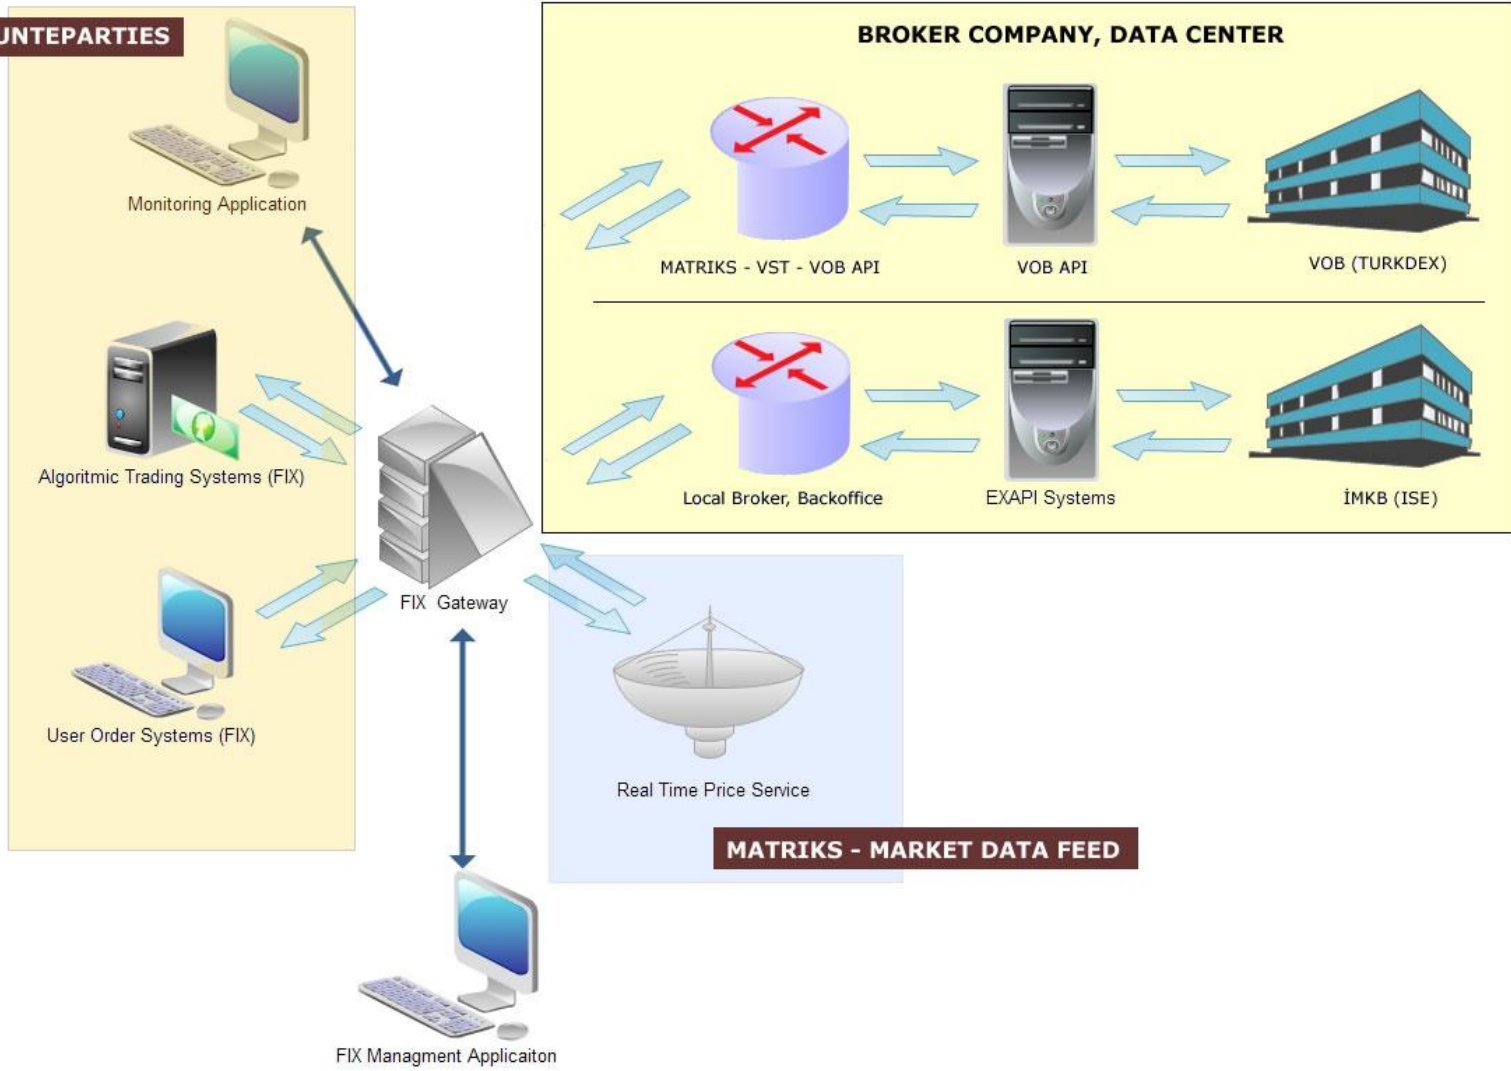 UNTEPARTIES
BROKER COMPANY, DATA CENTER
Monitoring Application
MATRIKS - VST - VOB API
VOB API
VOB (TURKDEX)
Algoritmic Trading Systems (FIX)
Local Broker, Backoffice
EXAPI Systems
İMKB (ISE)
FIX Gateway
User Order Systems (FIX)
Real Time Price Service
MATRIKS - MARKET DATA FEED
FIX Managment Applicaiton